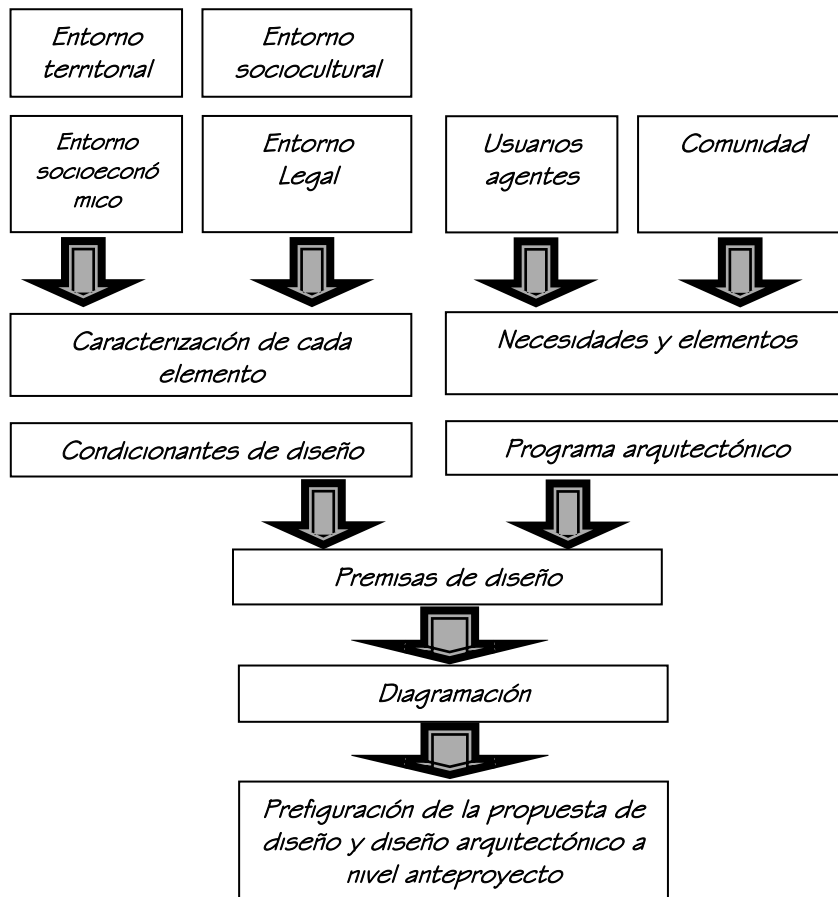 Entorno
territorial
Entorno
sociocultural
Entorno
socioeconó
mico
Entorno
Legal
Usuarios
agentes
Comunidad
Caracterización de cada
elemento
Necesidades y elementos
Condicionantes de diseño
Programa arquitectónico
Premisas de diseño
Diagramación
Prefiguración de la propuesta de
diseño y diseño arquitectónico a
nivel anteproyecto